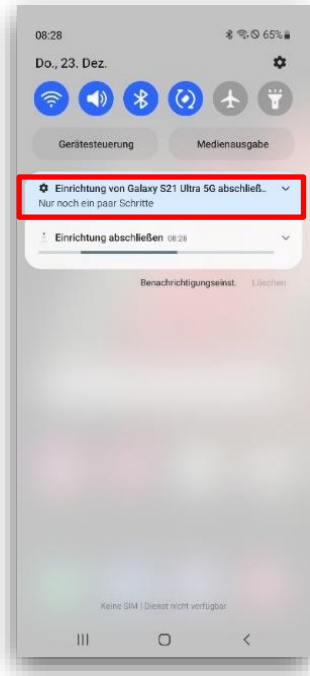 08:28 65%
Do., 23. Dez.
Gerätesteuerung Medienausgabe
Einrichtung von Galaxy S21 Ultra 5G abschließ..
Nur noch ein paar Schritte
Einrichtung abschließen 08:28
Benachrichtigungseinst. Löschen
Keine SIM | Dienst nicht verfügbar